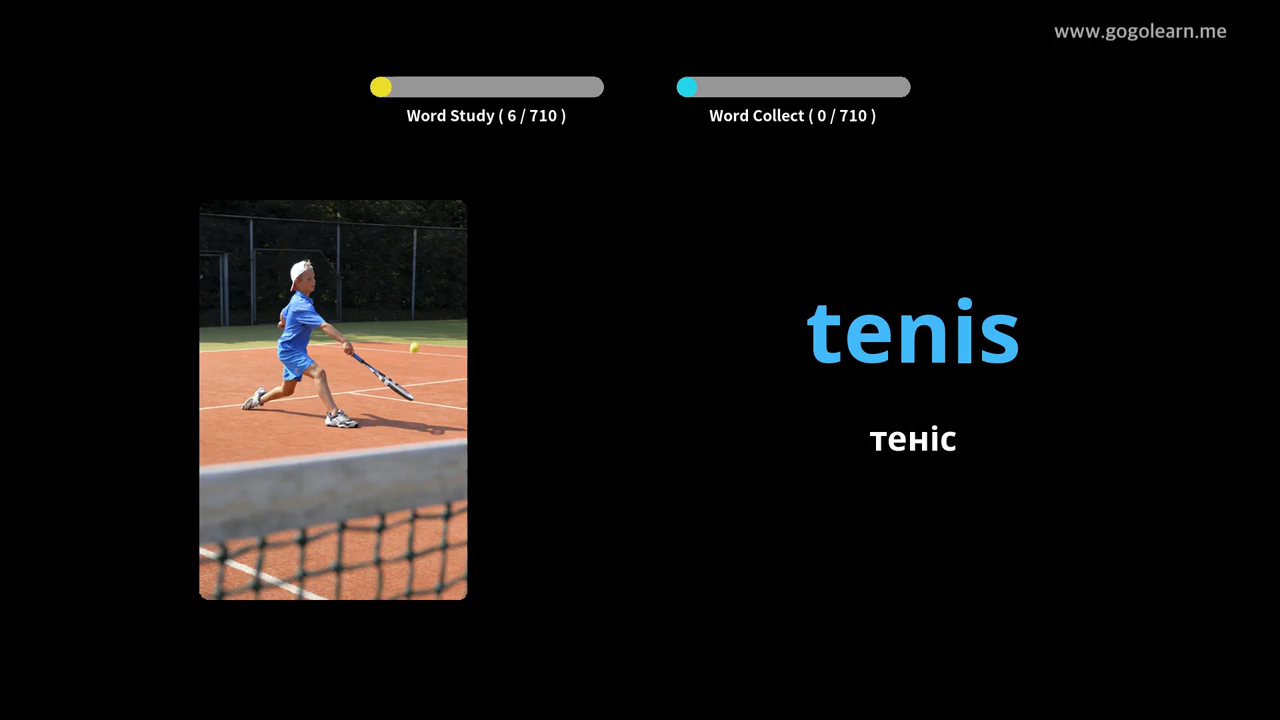 www.gogolearn.me
Word Study ( 6 / 710 )
Word Collect ( 0 / 710 )
tenis
теніс